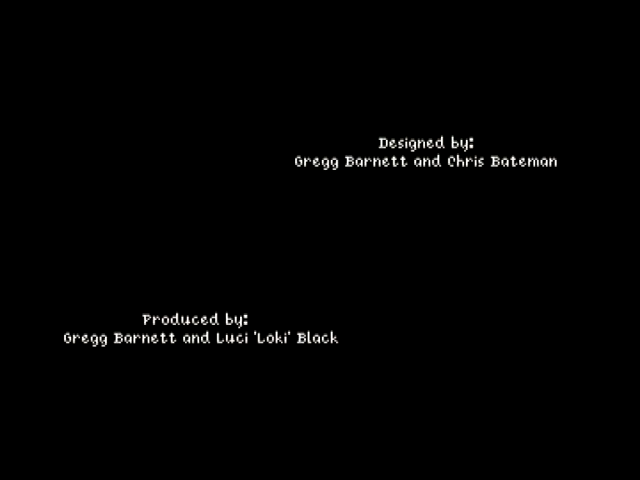 Designed by:
Gregg Barnett and Chris Bateman
Produced by:
Gregg Barnett and Luci 'Loki' Black